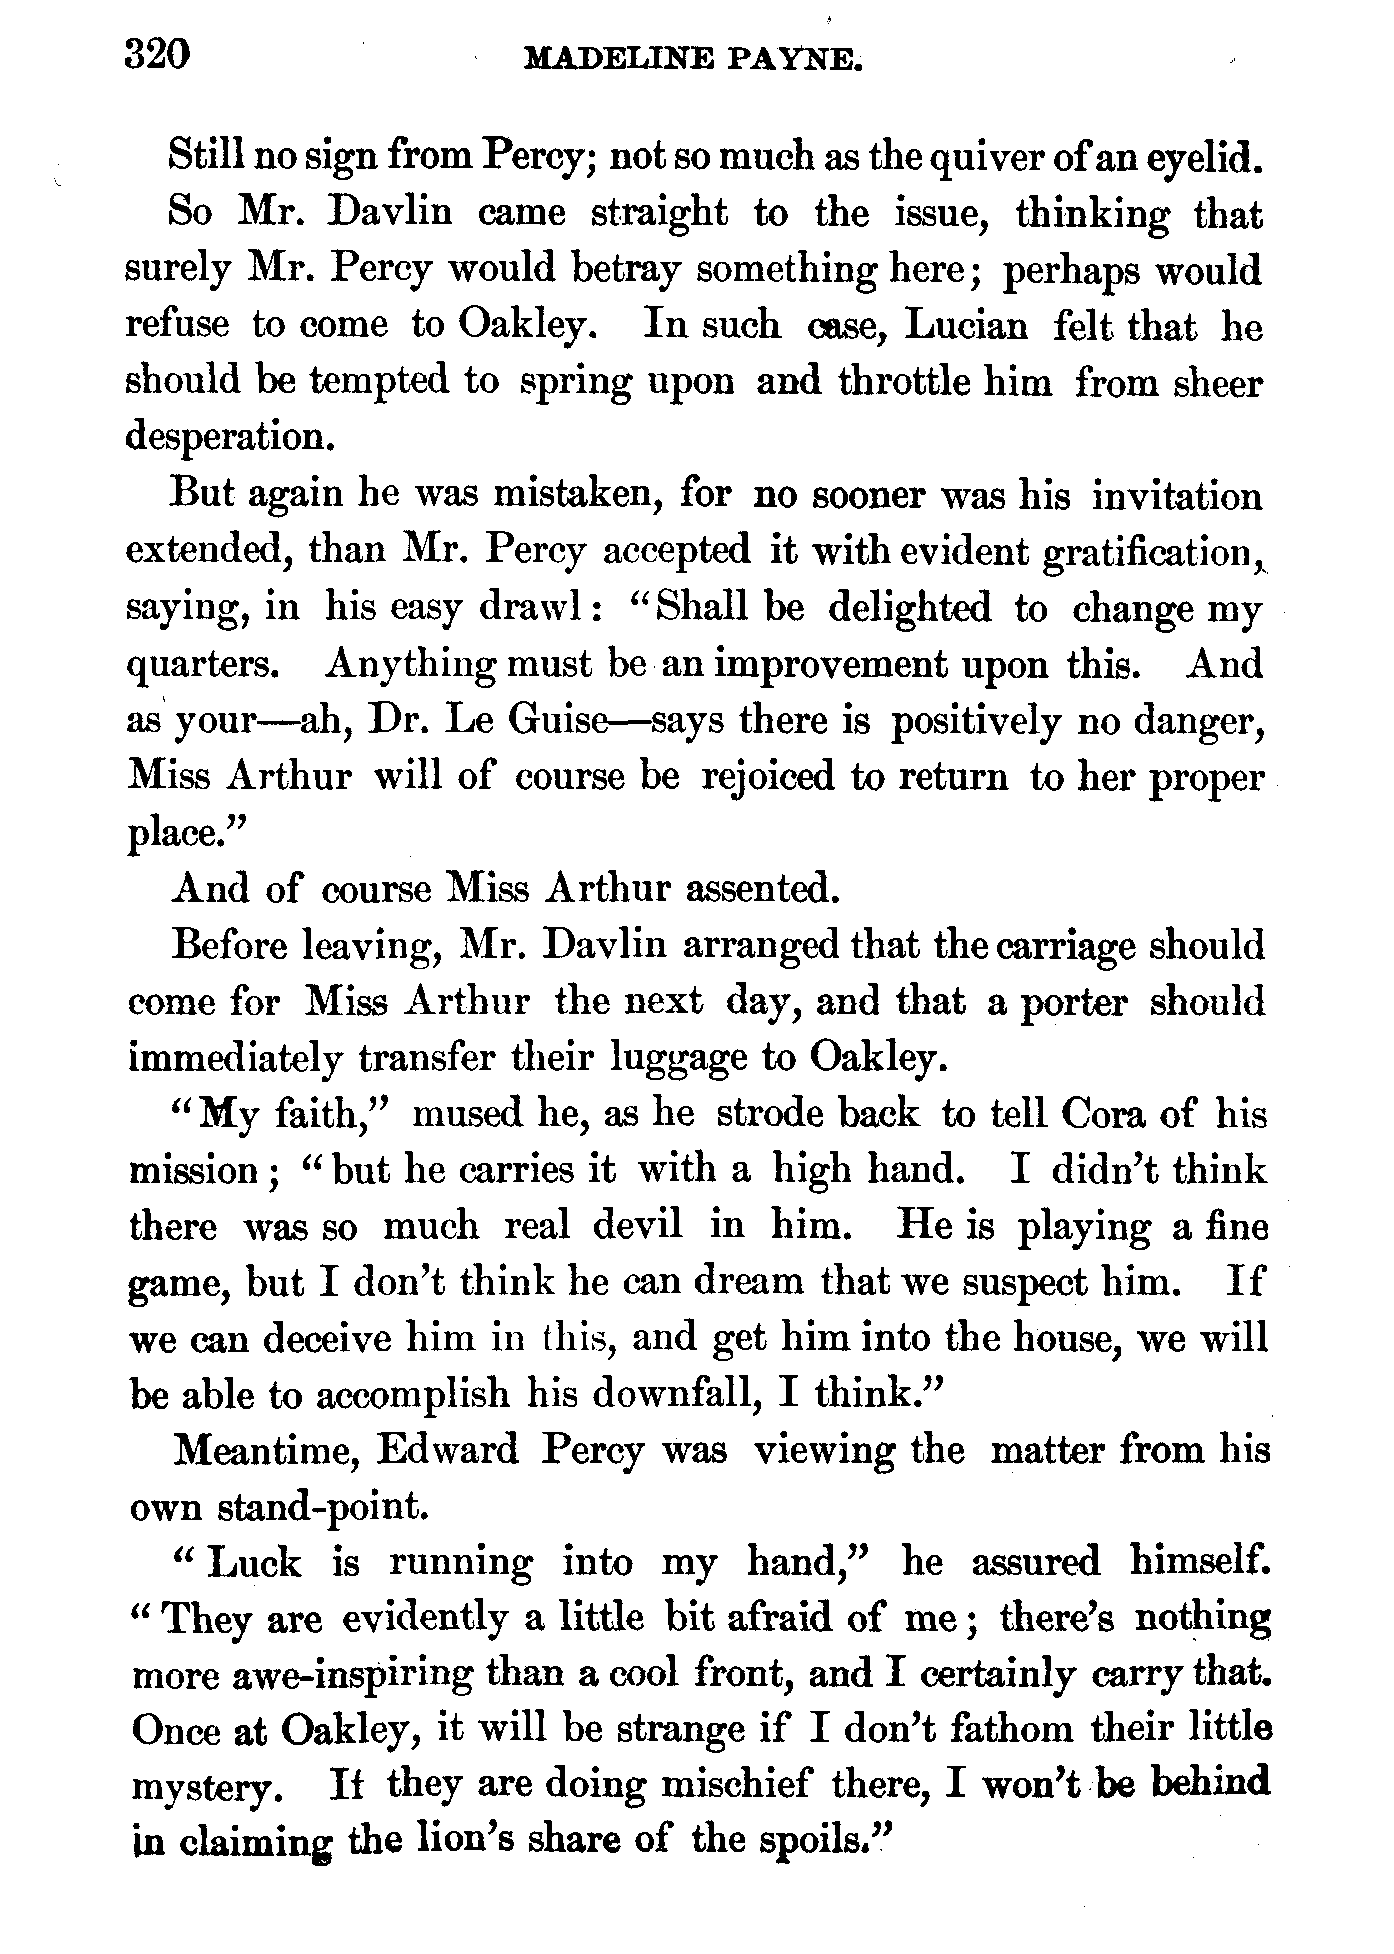 320 MADELINE PAYNE.
Still no sign from Percy; not so much as the quiver of an eyelid.
So Mr. Davlin came straight to the issue, thinking that
surely Mr. Percy would betray something here; perhaps would
refuse to come to Oakley. In such case, Lucian felt that he
should be tempted to spring upon and throttle him from sheer
desperation.
But again he was mistaken, for no sooner was his invitation
extended, than Mr. Percy accepted it with evident gratification,
saying, in his easy drawl: "Shall be delighted to change my
quarters. Anything must be an improvement upon this. And
as your—ah, Dr. Le Guise—says there is positively no danger,
Miss Arthur will of course be rejoiced to return to her proper
place."
And of course Miss Arthur assented.
Before leaving, Mr. Davlin arranged that the carriage should
come for Miss Arthur the next day, and that a porter should
immediately transfer their luggage to Oakley.
"My faith," mused he, as he strode back to tell Cora of his
mission; "but he carries it with a high hand. I didn't think
there was so much real devil in him. He is playing a fine
game, but I don't think he can dream that we suspect him. If
we can deceive him in this, and get him into the house, we will
be able to accomplish his downfall, I think."
Meantime, Edward Percy was viewing the matter from his
own stand-point.
"Luck is running into my hand," he assured himself.
"They are evidently a little bit afraid of me; there's nothing
more awe-inspiring than a cool front, and I certainly carry that.
Once at Oakley, it will be strange if I don't fathom their little
mystery. If they are doing mischief there, I won't be behind
in claiming the lion's share of the spoils."